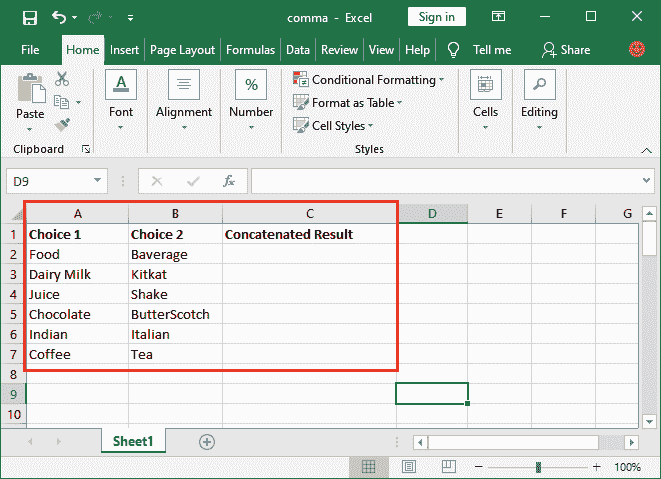 comma - Excel
Sign in
File Home Insert Page Layout Formulas Data Review View Help Tell me Share
Paste
Font
Alignment
%
Number
Conditional Formatting
Format as Table
Cell Styles
Cells
Editing
Clipboard
Styles
D9
fx
A B C D E F G
1 Choice 1 Choice 2 Concatenated Result
2 Food Baverage
3 Dairy Milk Kitkat
4 Juice Shake
5 Chocolate ButterScotch
6 Indian Italian
7 Coffee Tea
8
9
10
Sheet1
100%